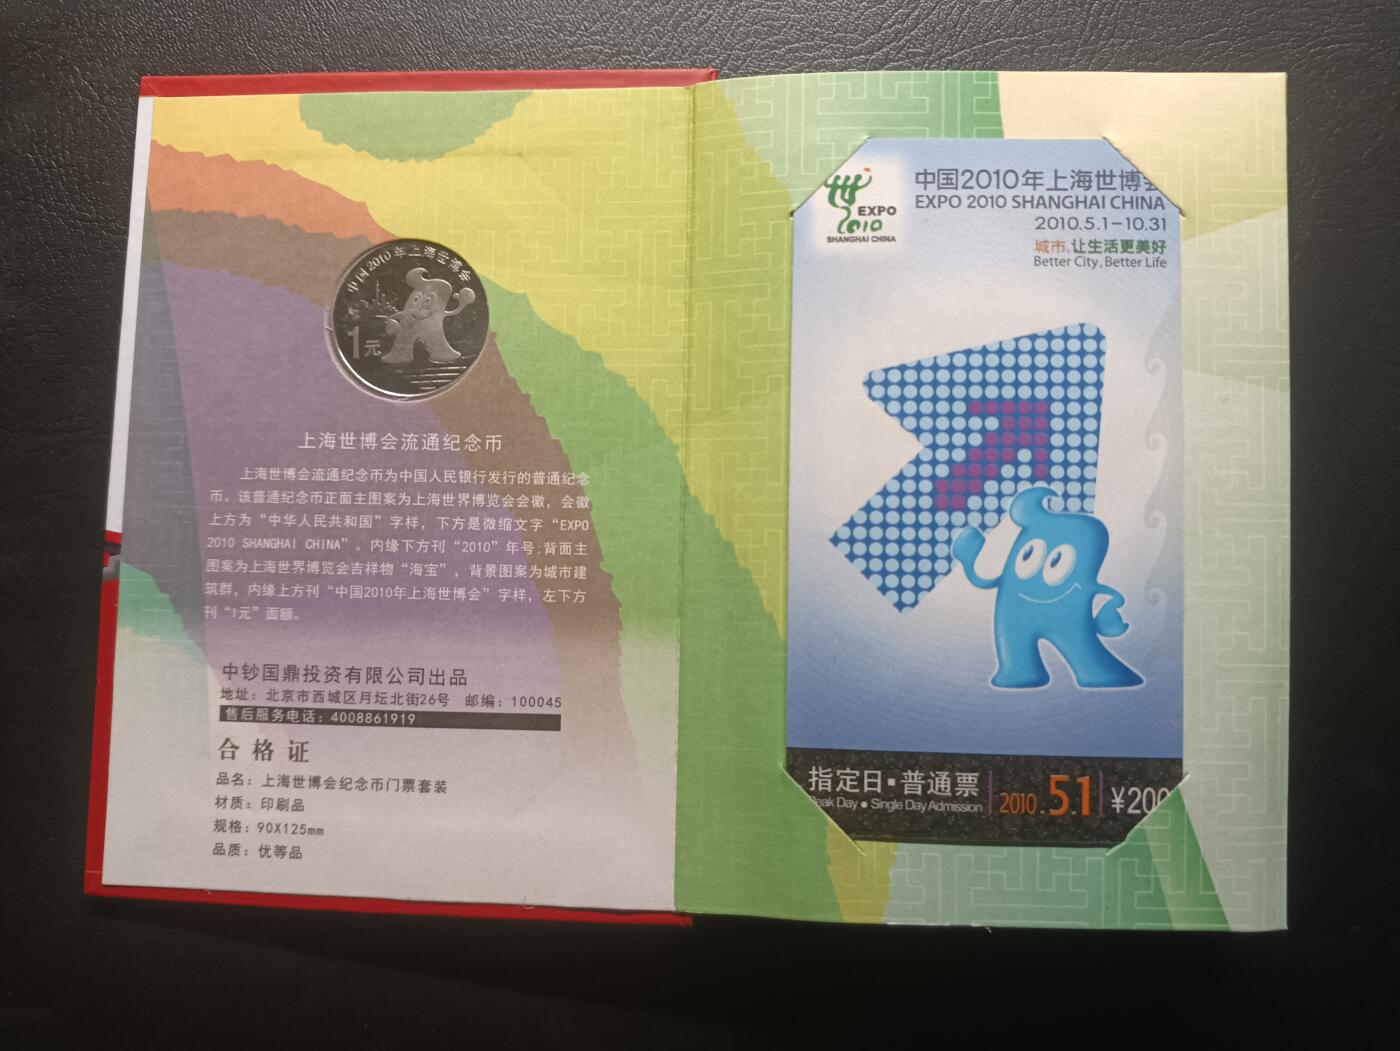 中国2010年上海世博会
1元
上海世博会流通纪念币
上海世博会流通纪念币为中国人民银行发行的普通纪念
币。该普通纪念币正面主图案为上海世界博览会会徽，会徽
上方为“中华人民共和国”字样，下方是微缩文字“EXPO
2010 SHANGHAI CHINA”。内缘下方刊“2010”年号;背面主
图案为上海世界博览会吉祥物“海宝”，背景图案为城市建
筑群，内缘上方刊“中国2010年上海世博会”字样，左下方
刊“1元”面额。
中钞国鼎投资有限公司出品
地址：北京市西城区月坛北街26号 邮编：100045
售后服务电话：4008861919
合格证
品名：上海世博会纪念币门票套装
材质：印刷品
规格：90X125mm
品质：优等品
EXPO
2010
SHANGHAI CHINA
中国2010年上海世博会
EXPO 2010 SHANGHAI CHINA
2010.5.1-10.31
城市,让生活更美好
Better City, Better Life
指定日·普通票
eak Day ● Single Day Admission
2010.5.1
¥200